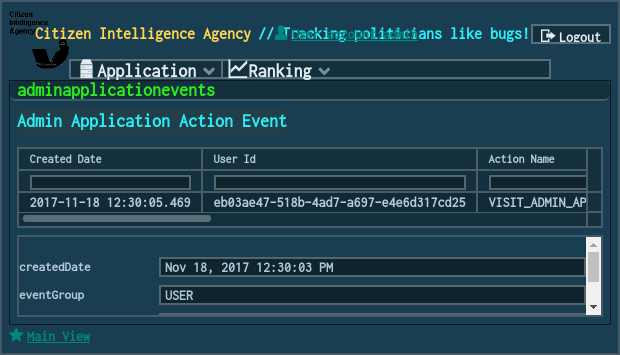 Citizen
Intelligence
Agency
Citizen Intelligence Agency // Tracking politicians like bugs!
Logout
Application
Ranking
adminapplicationevents
Admin Application Action Event
Created Date
User Id
Action Name
2017-11-18 12:30:05.469
eb03ae47-518b-4ad7-a697-e4e6d317cd25
VISIT_ADMIN_AP
createdDate
Nov 18, 2017 12:30:03 PM
eventGroup
USER
Main View